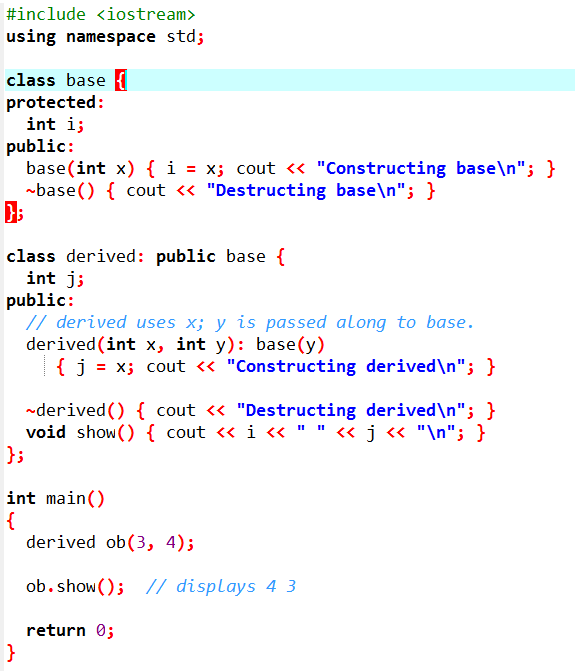 #include <iostream>
using namespace std;
class base {
protected:
int i;
public:
base(int x) { i = x; cout << "Constructing base\n"; }
~base() { cout << "Destructing base\n"; }
};
class derived: public base {
int j;
public:
// derived uses x; y is passed along to base.
derived(int x, int y): base(y)
{ j = x; cout << "Constructing derived\n"; }
~derived() { cout << "Destructing derived\n"; }
void show() { cout << i << " " << j << "\n"; }
};
int main()
{
derived ob(3, 4);
ob.show();  // displays 4 3
return 0;
}